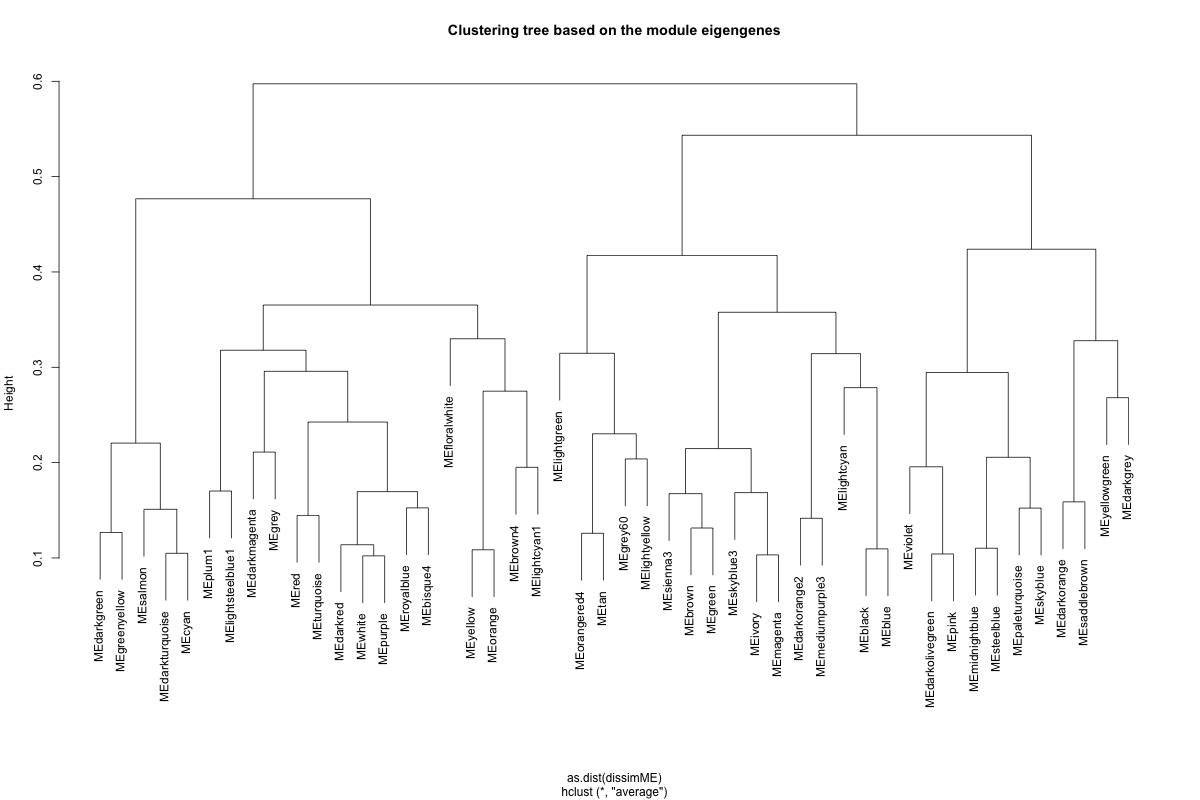 Clustering tree based on the module eigengenes
Height
0.6
0.5
0.4
0.3
0.2
0.1
MEdarkgreen
MEgreenyellow
MEsalmon
MEdarkturquoise
MEcyan
MEplum1
MElightsteelblue1
MEdarkmagenta
MEgrey
MEred
MEturquoise
MEdarkred
MEwhite
MEpurple
MEroyalblue
MEbisque4
MEfloralwhite
MEyellow
MEorange
MEbrown4
MElightcyan1
MElightgreen
MEorangered4
MEtan
MEgrey60
MElightyellow
MEsienna3
MEbrown
MEgreen
MEskyblue3
MEivory
MEmagenta
MEdarkorange2
MEmediumpurple3
MElightcyan
MEblack
MEblue
MEviolet
MEdarkolivegreen
MEpink
MEmidnightblue
MEsteelblue
MEpaleturquoise
MEskyblue
MEdarkorange
MEsaddlebrown
MEyellowgreen
MEdarkgrey
as.dist(dissimME)
hclust (*, "average")